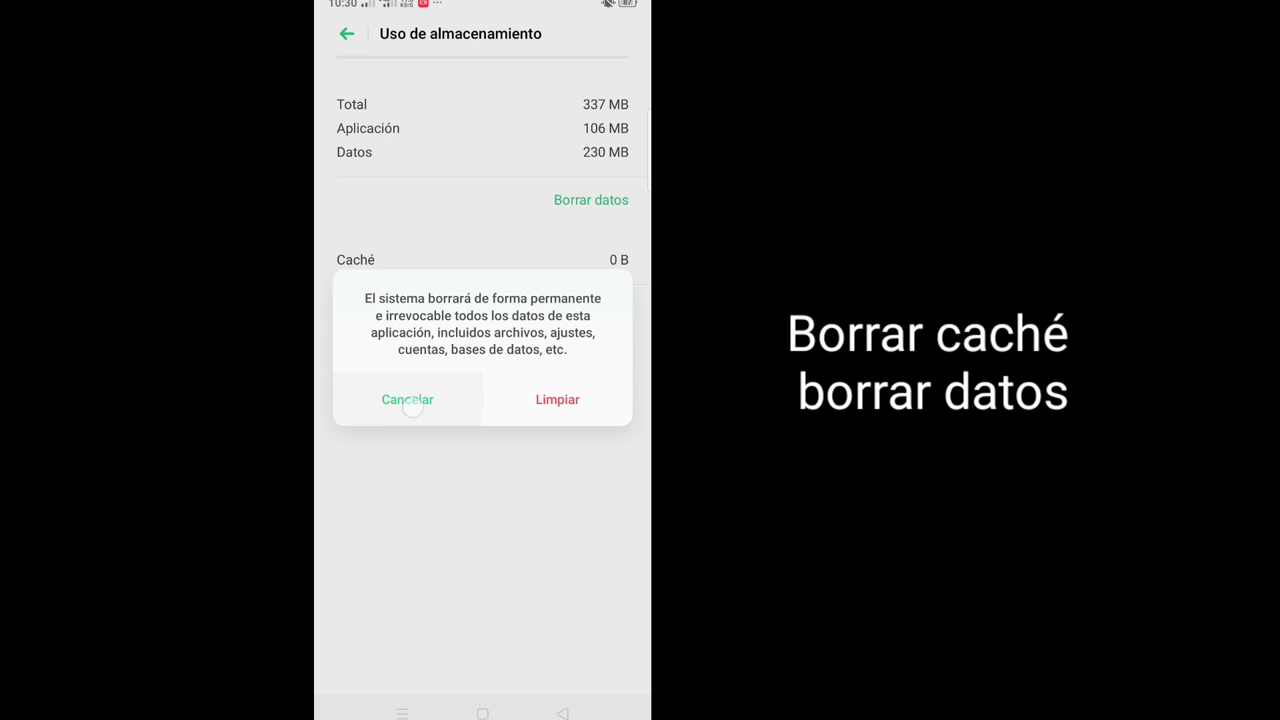 10:30
Uso de almacenamiento
Total 337 MB
Aplicación 106 MB
Datos 230 MB
Borrar datos
Caché 0 B
El sistema borrará de forma permanente
e irrevocable todos los datos de esta
aplicación, incluidos archivos, ajustes,
cuentas, bases de datos, etc.
Cancelar Limpiar
Borrar caché
borrar datos